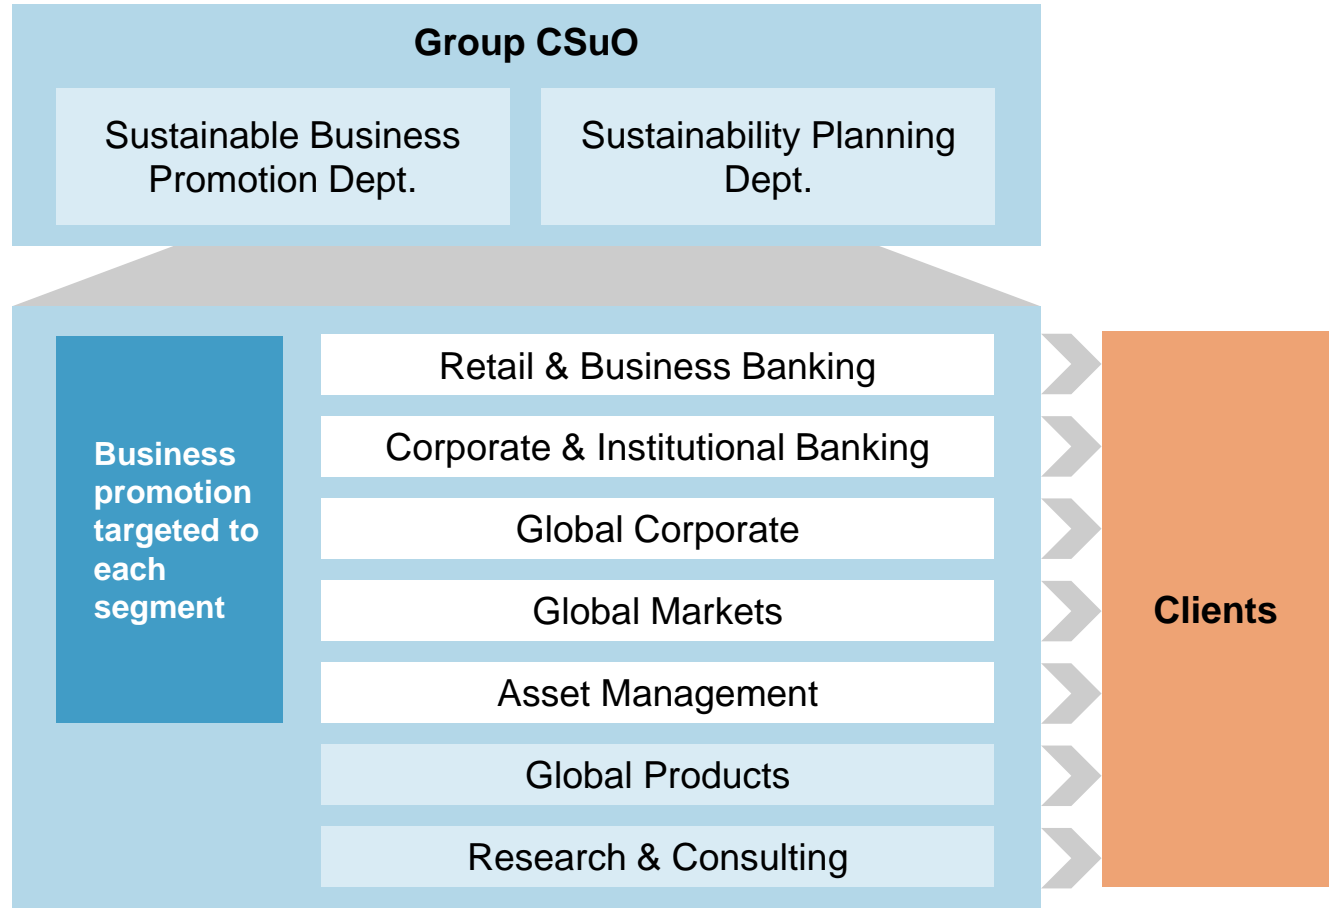 Group CSuO
Sustainable Business
Promotion Dept.
Sustainability Planning
Dept.
Business
promotion
targeted to
each
segment
Retail & Business Banking
Corporate & Institutional Banking
Global Corporate
Global Markets
Asset Management
Global Products
Research & Consulting
Clients